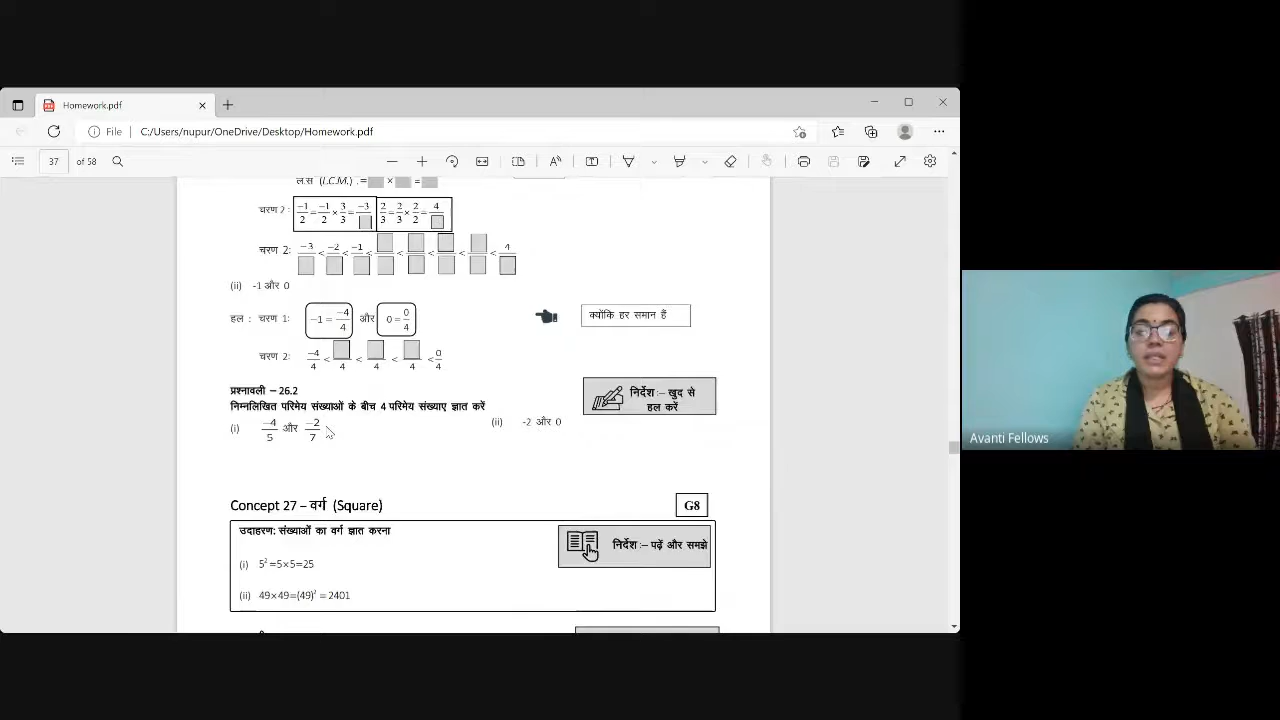 Homework.pdf
File C:/Users/nupur/OneDrive/Desktop/Homework.pdf
37 of 58
ल.स (L.C.M.) .= × =
चरण 2 : -1/2 = -1/2 × 3/3 = -3/ 2/3 = 2/3 × 2/2 = 4/
चरण 2: -3/ < -2/ < -1/ < < < < < 4/
(ii) -1 और 0
हल : चरण 1: -1 = -4/4 और 0 = 0/4 क्योंकि हर समान हैं
चरण 2: -4/4 < /4 < /4 < /4 < 0/4
प्रश्नावली – 26.2
निर्देश :– खुद से
हल करें
निम्नलिखित परिमेय संख्याओं के बीच 4 परिमेय संख्याए ज्ञात करें
(i) -4/5 और -2/7 (ii) -2 और 0
Concept 27 – वर्ग (Square) G8
उदाहरण: संख्याओं का वर्ग ज्ञात करना
निर्देश :– पढ़ें और समझे
(i) 5²=5×5=25
(ii) 49×49=(49)² = 2401
Avanti Fellows